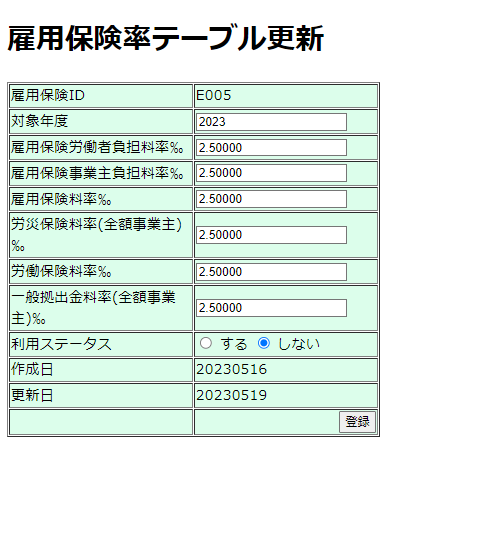 雇用保険率テーブル更新
雇用保険ID E005
対象年度 2023
雇用保険労働者負担料率‰ 2.50000
雇用保険事業主負担料率‰ 2.50000
雇用保険料率‰ 2.50000
労災保険料率(全額事業主)
‰ 2.50000
労働保険料率‰ 2.50000
一般拠出金料率(全額事業
主)‰ 2.50000
利用ステータス する しない
作成日 20230516
更新日 20230519
登録